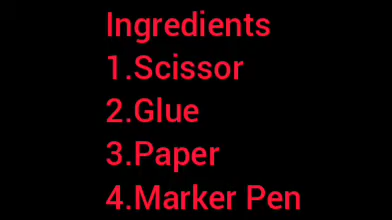 Ingredients
1.Scissor
2.Glue
3.Paper
4.Marker Pen